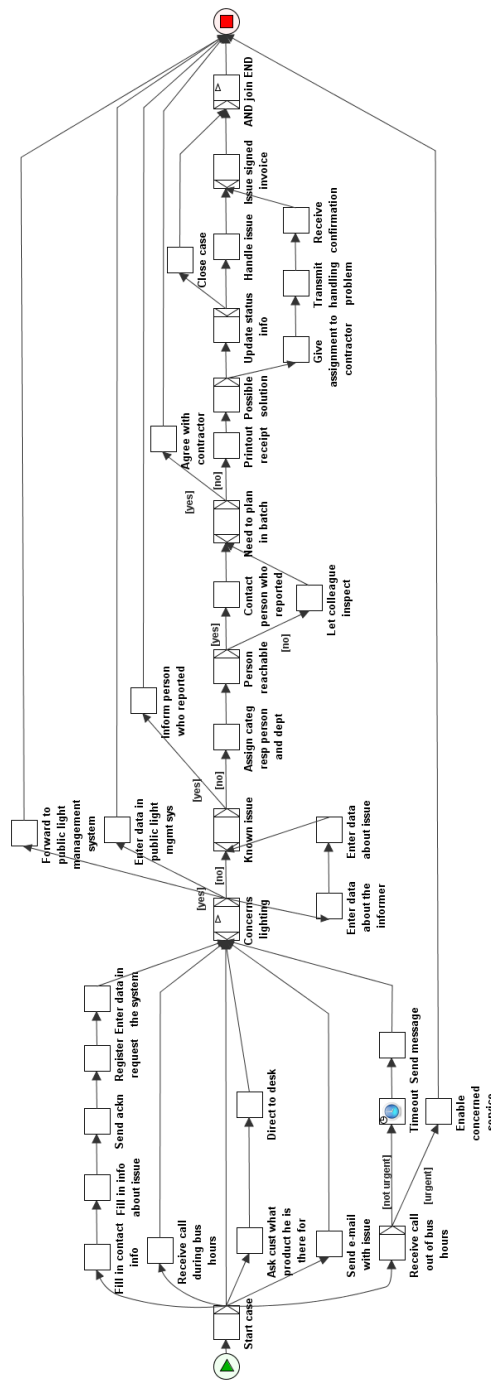 AND join END
Issue signed
invoice
Close case
Handle issue
Receive
confirmation
Transmit
handling
problem
Update status
info
Give
assignment to
contractor
Possible
solution
Agree with
contractor
Printout
receipt
[yes]
[no]
Need to plan
in batch
Contact
person who
reported
Let colleague
inspect
[yes]
[no]
Person
reachable
Inform person
who reported
Assign categ
resp person
and dept
[yes]
[no]
Forward to
public light
management
system
Enter data in
public light
mgmt sys
Known issue
Enter data
about issue
[yes]
[no]
Concerns
lighting
Enter data
about the
informer
Enter data in
the system
Register
request
Send ackn
Fill in info
about issue
Fill in contact
info
Receive call
during bus
hours
Direct to desk
Ask cust what
product he is
there for
Send e-mail
with issue
Send message
Timeout
[not urgent]
[urgent]
Enable
concerned
Receive call
out of bus
hours
Start case